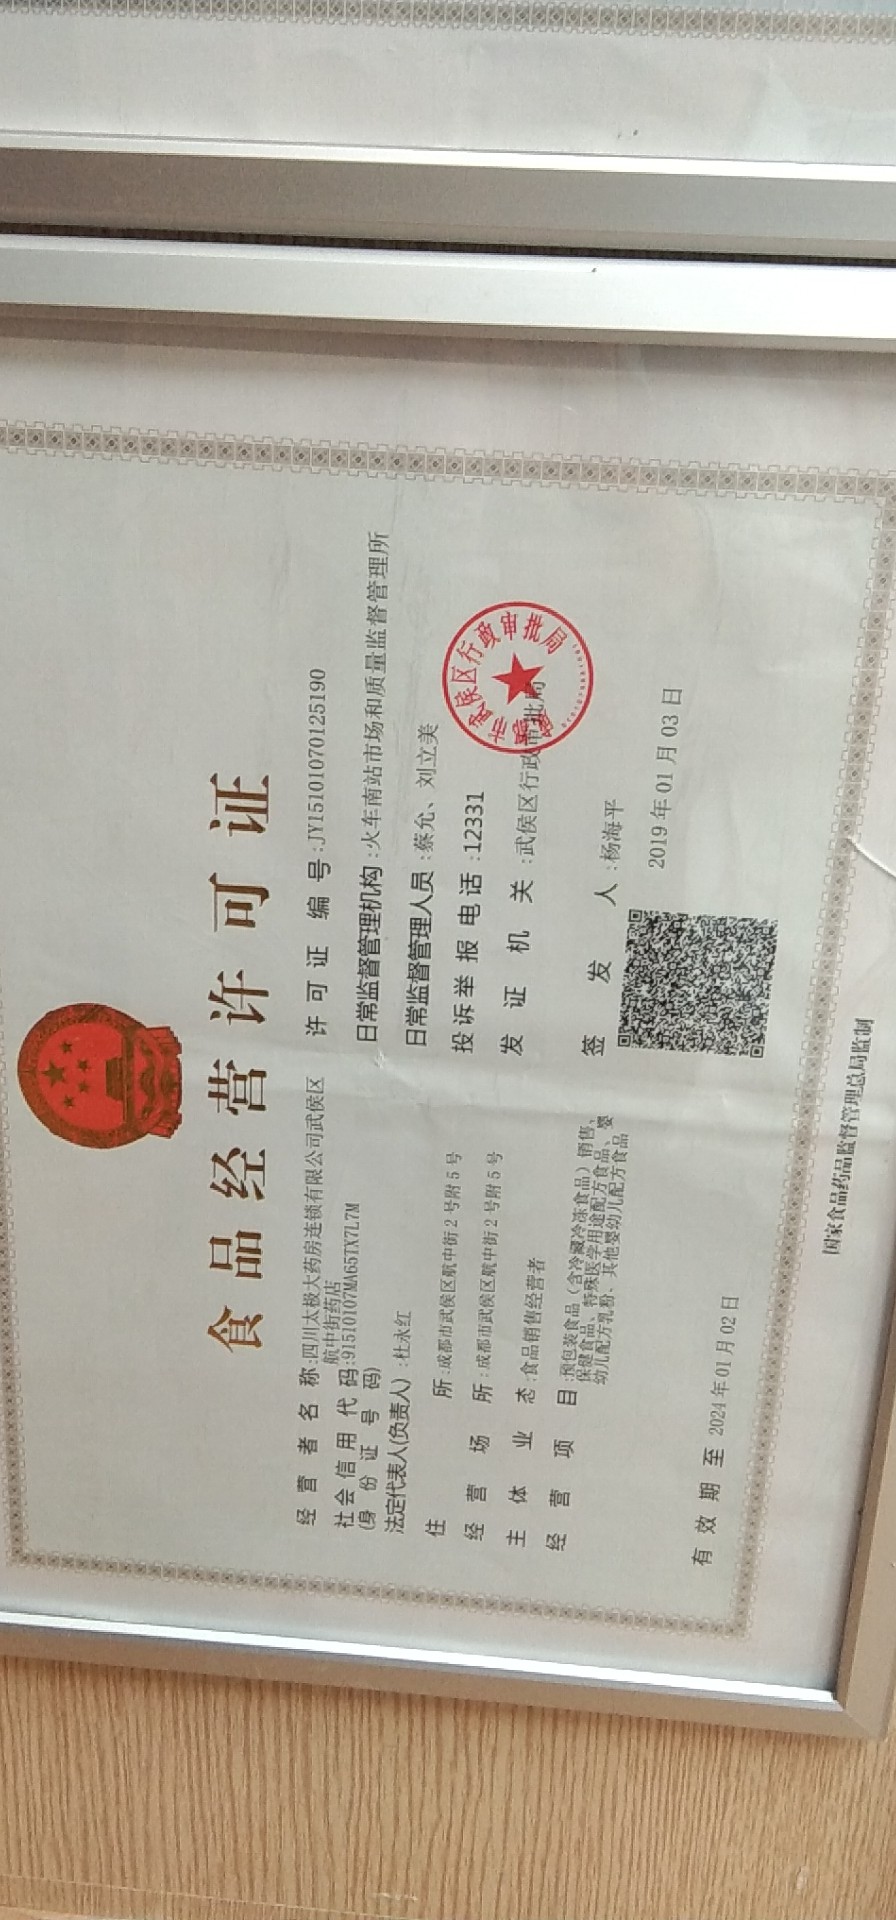 食品经营许可证
经营者名称:四川太极大药房连锁有限公司武侯区
航中街药店
社会信用代码:91510107MA65TX7L7M
(身份证号码)
法定代表人(负责人):杜永红
住所:成都市武侯区航中街2号附5号
经营场所:成都市武侯区航中街2号附5号
主体业态:食品销售经营者
经营项目:预包装食品(含冷藏冷冻食品)销售、
保健食品、特殊医学用途配方食品、婴
幼儿配方乳粉、其他婴幼儿配方食品
有效期至2024年01月02日
许可证编号:JY15101070125190
日常监督管理机构:火车南站市场和质量监督管理所
日常监督管理人员:蔡允、刘立美
投诉举报电话:12331
发证机关:武侯区行政审批局
签发人:杨海平
2019年01月03日
武侯区行政审批局
国家食品药品监督管理总局监制